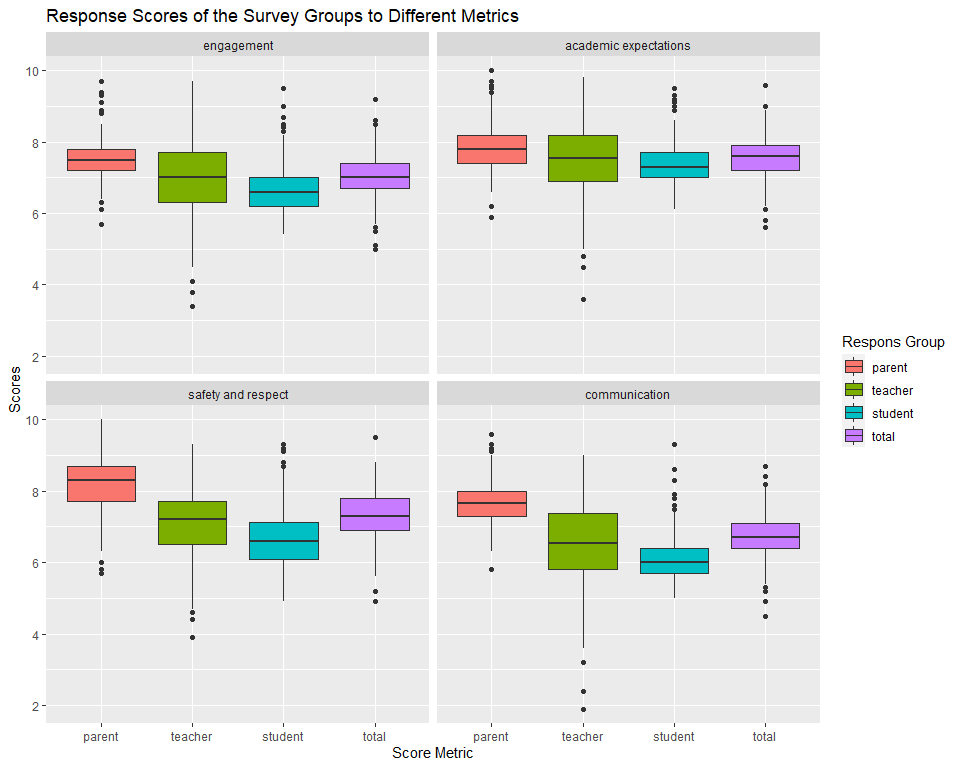 Response Scores of the Survey Groups to Different Metrics
engagement
academic expectations
10
8
6
4
2
safety and respect
communication
10
8
6
4
2
Scores
parent
teacher
student
total
parent
teacher
student
total
Score Metric
Respons Group
parent
teacher
student
total